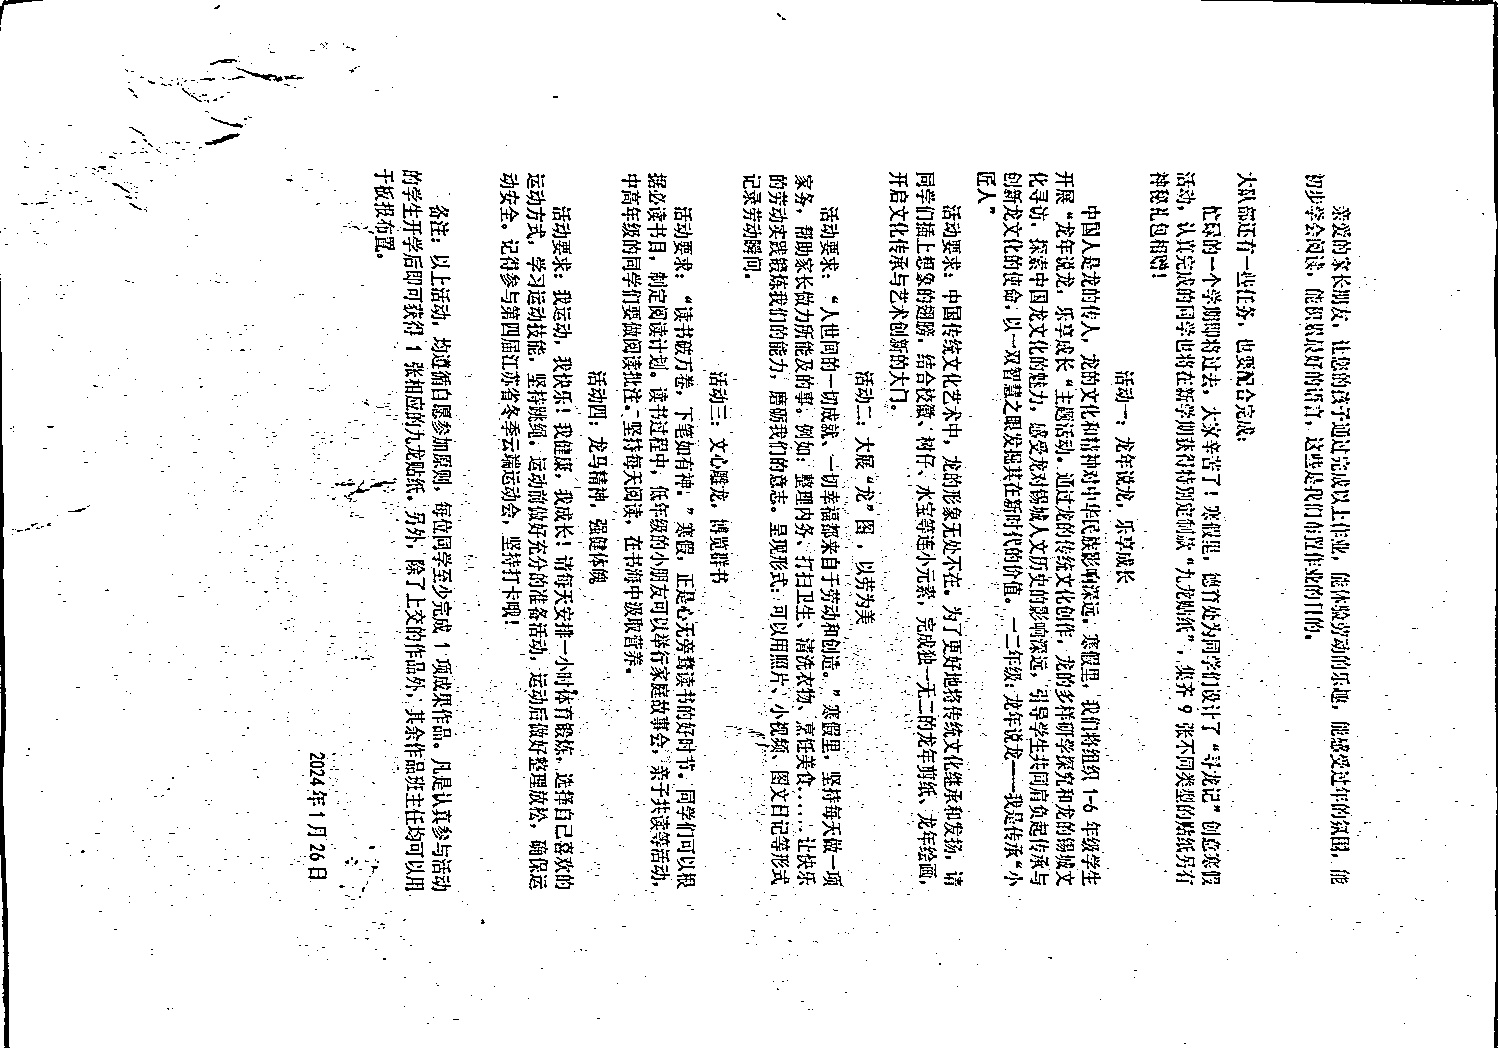 亲爱的家长朋友，让您的孩子通过完成以上作业，能体验劳动的乐趣，能感受过年的氛围，能
初步学会阅读，能积累最好的语言，这些是我们布置作业的目的。
大队部还有一些任务，也要配合完成：
忙碌的一个学期即将过去，大家辛苦了！寒假里，德育处为同学们设计了“寻龙记”创意寒假
活动，认真完成的同学也将在新学期获得特别定制款“九龙贴纸”，集齐 9 张不同类型的贴纸另有
神秘礼包相赠！
活动一：龙年说龙，乐享成长
中国人是龙的传人，龙的文化和精神对中华民族影响深远。寒假里，我们将组织 1-6 年级学生
开展“龙年说龙，乐享成长“主题活动。通过龙的传统文化创作，龙的多样研学探究和龙的锡城文
化寻访，探索中国龙文化的魅力，感受龙对锡城人文历史的影响深远，引导学生共同肩负起传承与
创新龙文化的使命，以一双智慧之眼发掘其在新时代的价值。一二年级：龙年说龙——我是传承“小
匠人”
活动要求：中国传统文化艺术中，龙的形象无处不在。为了更好地将传统文化继承和发扬，请
同学们插上想象的翅膀，结合校徽、树仔、水宝等连小元素，完成独一无二的龙年剪纸、龙年绘画，
开启文化传承与艺术创新的大门。
活动二：大展“龙”图，以劳为美
活动要求：“人世间的一切成就、一切幸福都来自于劳动和创造。”寒假里，坚持每天做一项
家务，帮助家长做力所能及的事。例如：整理内务、打扫卫生、清洗衣物、烹饪美食……让快乐
的劳动实践锻炼我们的能力，磨砺我们的意志。呈现形式：可以用照片、小视频、图文日记等形式
记录劳动瞬间。
活动三：文心雕龙，博览群书
活动要求：“读书破万卷，下笔如有神。”寒假，正是心无旁骛读书的好时节。同学们可以根
据必读书目，制定阅读计划。读书过程中，低年级的小朋友可以举行家庭故事会，亲子共读等活动，
中高年级的同学们要做阅读批注。坚持每天阅读，在书海中汲取营养。
活动四：龙马精神，强健体魄
活动要求：我运动，我快乐！我健康，我成长！请每天安排一小时体育锻炼，选择自己喜欢的
运动方式，学习运动技能，坚持跳绳。运动前做好充分的准备活动，运动后做好整理放松，确保运
动安全。记得参与第四届江苏省冬季云端运动会，坚持打卡哦！
备注：以上活动，均遵循自愿参加原则，每位同学至少完成 1 项成果作品。凡是认真参与活动
的学生开学后即可获得 1 张相应的九龙贴纸。另外，除了上交的作品外，其余作品班主任均可以用
于板报布置。
2024 年 1 月 26 日